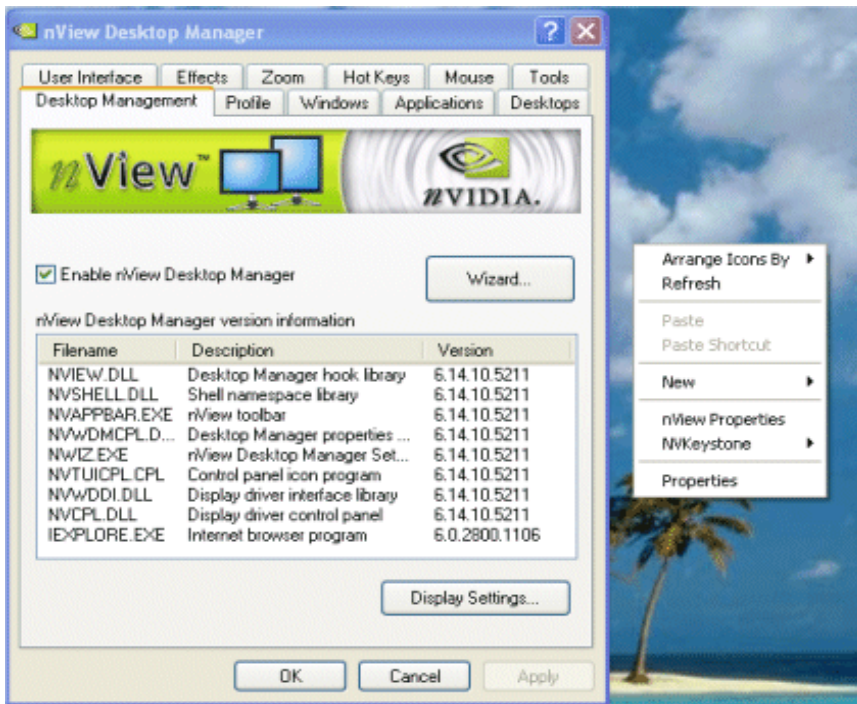 nView Desktop Manager
User Interface Effects Zoom Hot Keys Mouse Tools
Desktop Management Profile Windows Applications Desktops
nView™
nVIDIA.
Enable nView Desktop Manager
Wizard...
nView Desktop Manager version information
Filename Description Version
NVIEW.DLL Desktop Manager hook library 6.14.10.5211
NVSHELL.DLL Shell namespace library 6.14.10.5211
NVAPPBAR.EXE nView toolbar 6.14.10.5211
NVWDMCPL.D... Desktop Manager properties ... 6.14.10.5211
NWIZ.EXE nView Desktop Manager Set... 6.14.10.5211
NVTUICPL.CPL Control panel icon program 6.14.10.5211
NVWDDI.DLL Display driver interface library 6.14.10.5211
NVCPL.DLL Display driver control panel 6.14.10.5211
IEXPLORE.EXE Internet browser program 6.0.2800.1106
Display Settings...
OK Cancel Apply
Arrange Icons By
Refresh
Paste
Paste Shortcut
New
nView Properties
NVKeystone
Properties